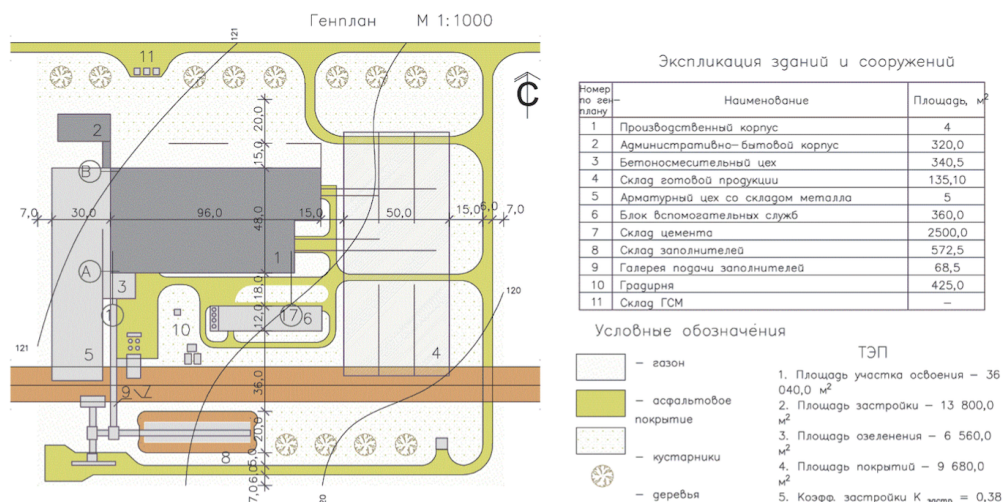 Генплан М 1:1000
121
11
20,0
2
15,0
В
7,0 30,0 96,0 15,0 50,0 15,0 6,0 7,0
48,0
А
1
3
18,0
120
1
17
6
12,0
10
121
5
4
36,0
9
20,0
8
6,0
5,0
7,0
120
С
Экспликация зданий и сооружений
Номер по ген-плану Наименование Площадь, м²
1 Производственный корпус 4
2 Административно-бытовой корпус 320,0
3 Бетоносмесительный цех 340,5
4 Склад готовой продукции 135,10
5 Арматурный цех со складом металла 5
6 Блок вспомогательных служб 360,0
7 Склад цемента 2500,0
8 Склад заполнителей 572,5
9 Галерея подачи заполнителей 68,5
10 Градирня 425,0
11 Склад ГСМ –
Условные обозначения
– газон
– асфальтовое
покрытие
– кустарники
– деревья
ТЭП
1. Площадь участка освоения – 36
040,0 м²
2. Площадь застройки – 13 800,0
м²
3. Площадь озеленения – 6 560,0
м²
4. Площадь покрытий – 9 680,0
м²
5. Коэфф. застройки К застр. = 0,38